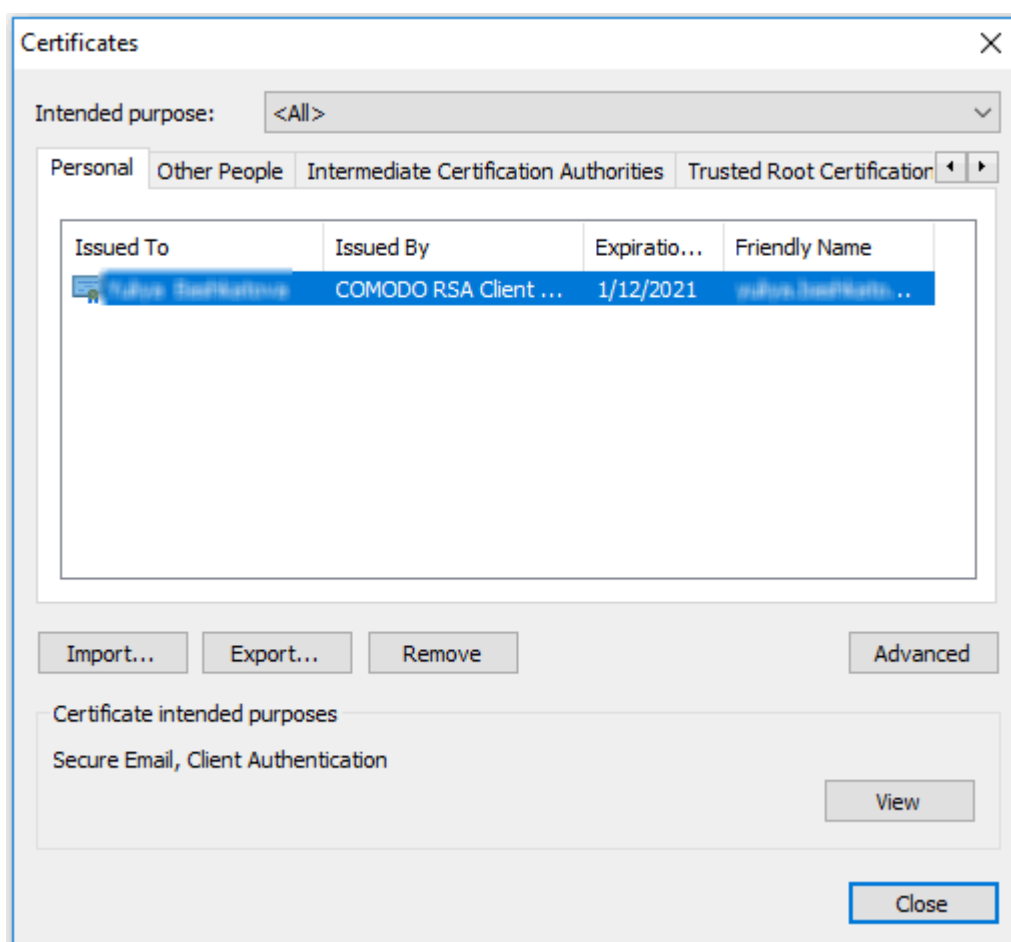 Certificates
Intended purpose: <All>
Personal Other People Intermediate Certification Authorities Trusted Root Certification
Issued To Issued By Expiratio... Friendly Name
COMODO RSA Client ... 1/12/2021 ...
Import... Export... Remove Advanced
Certificate intended purposes
Secure Email, Client Authentication
View
Close